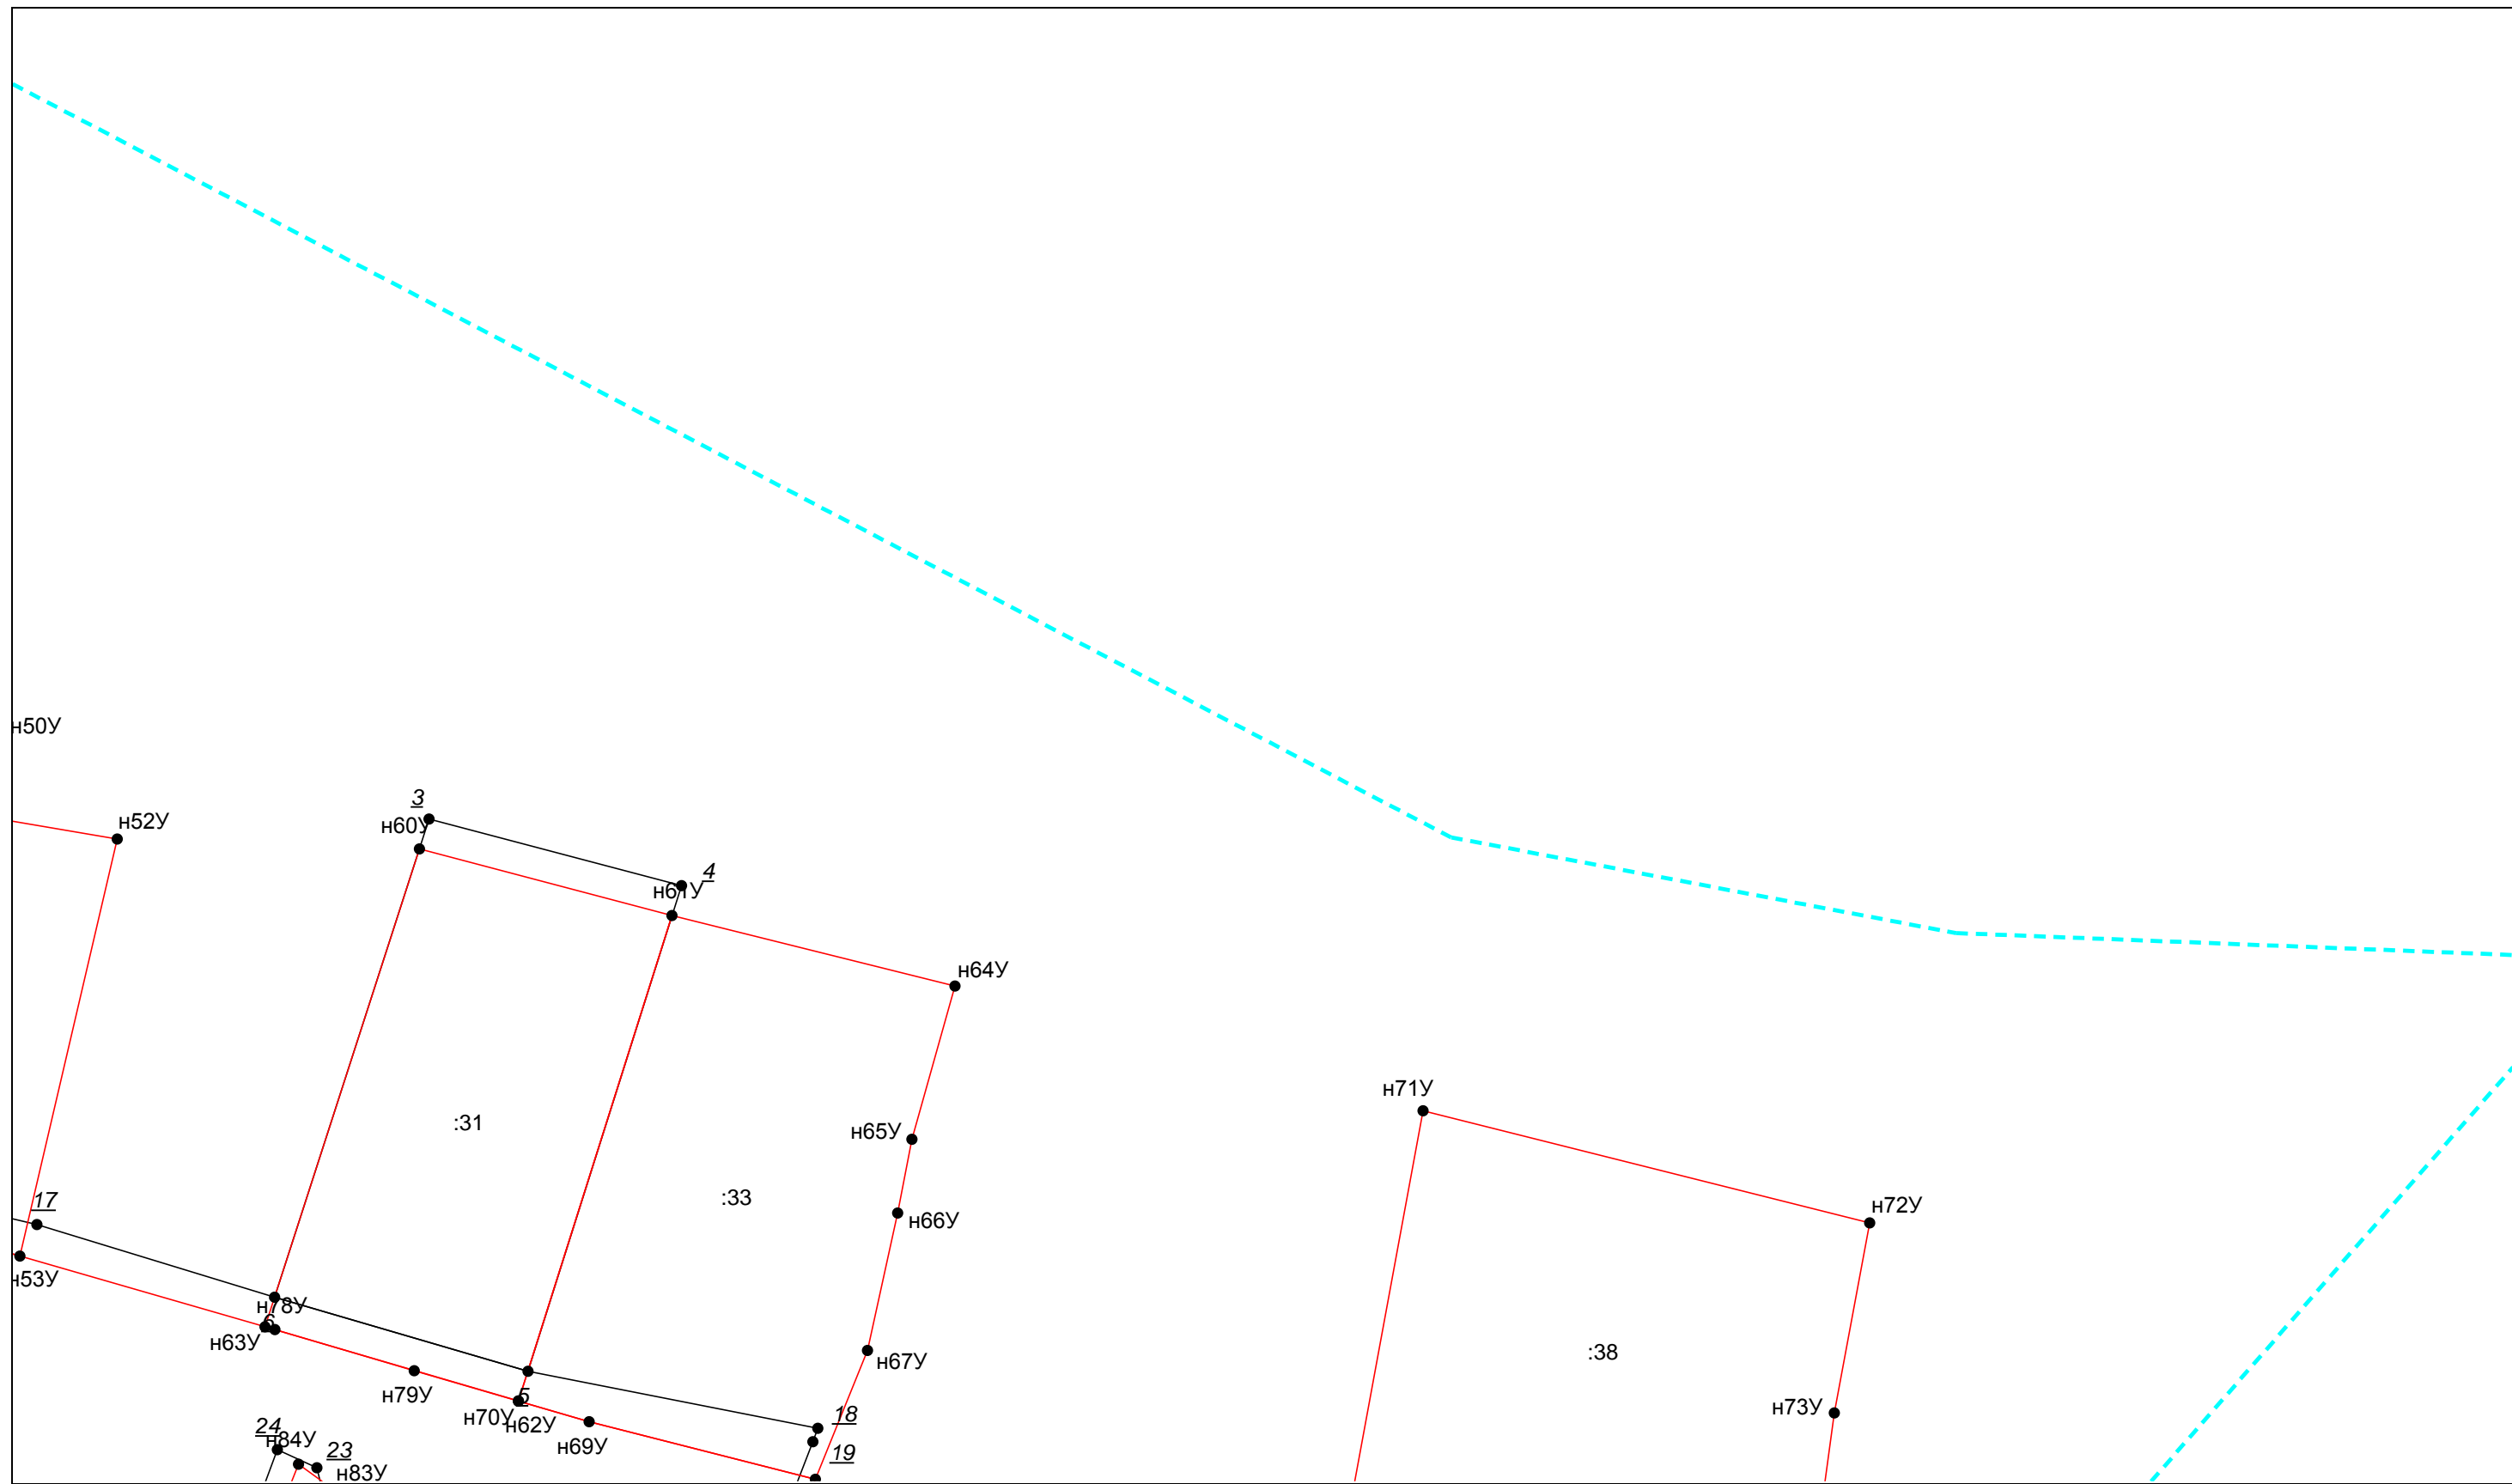 н50У
3
н52У
н60У
4
н61У
н64У
н71У
:31
н65У
:33
17
н66У
н72У
н53У
н78У
6
н63У
:38
н67У
н79У
5
н73У
н70У
н62У
18
24
н84У
н69У
23
19
н83У